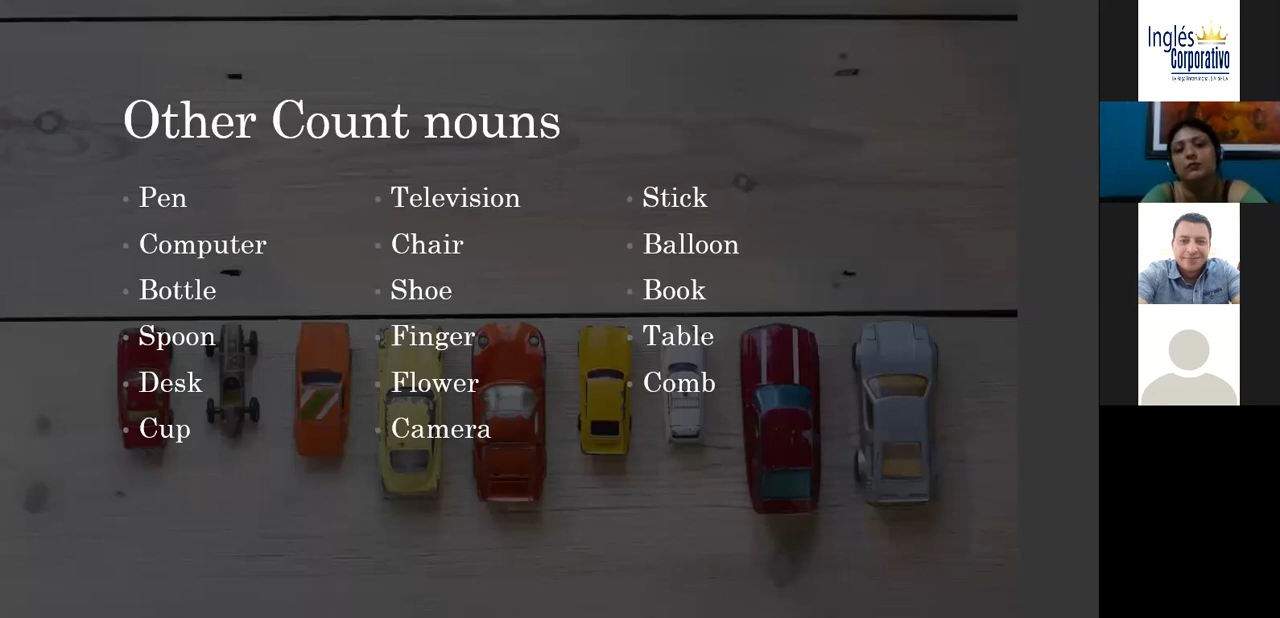 Other Count nouns
Pen
Computer
Bottle
Spoon
Desk
Cup
Television
Chair
Shoe
Finger
Flower
Camera
Stick
Balloon
Book
Table
Comb
Inglés
Corporativo